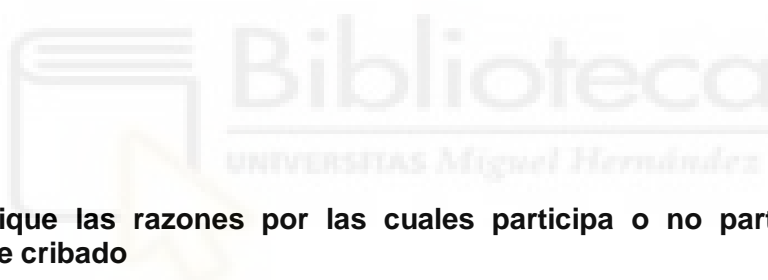 Biblioteca
UNIVERSITAS Miguel Hernández
ique las razones por las cuales participa o no part
e cribado